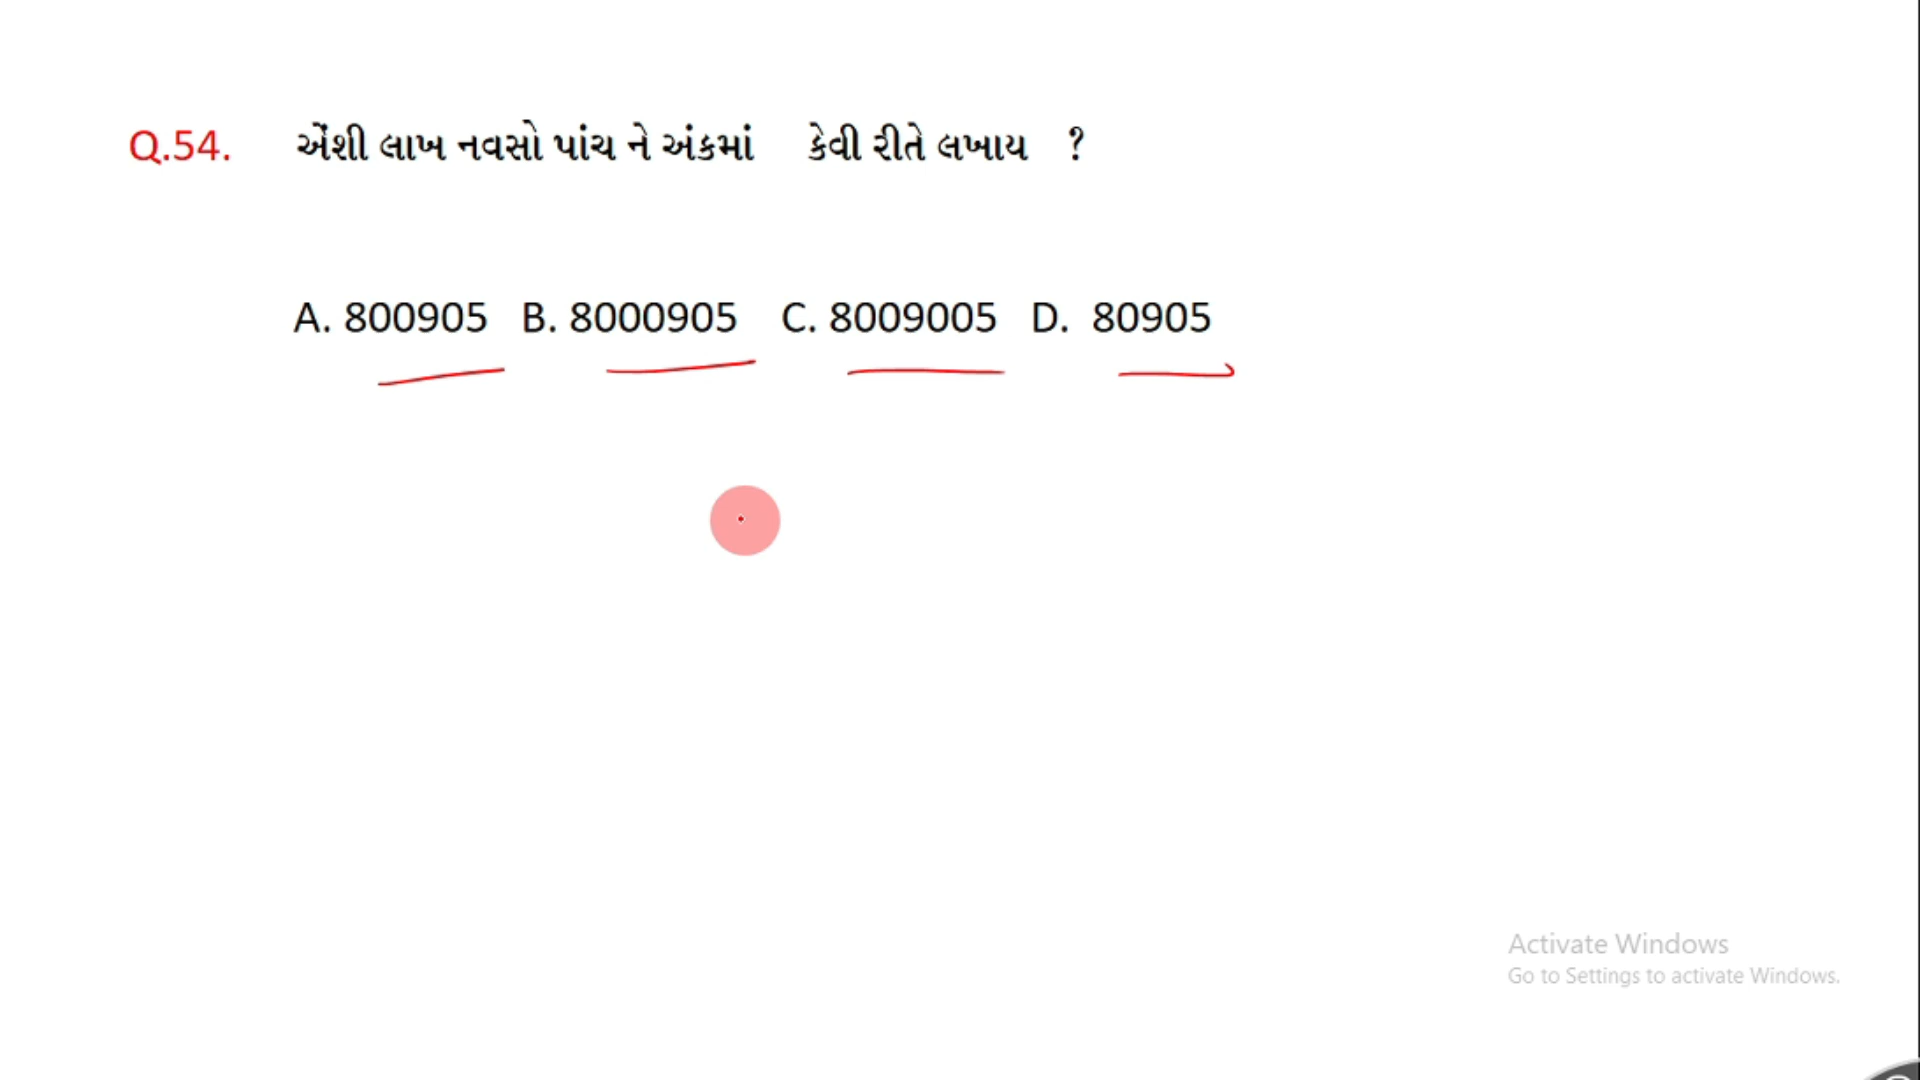 Q.54. એંશી લાખ નવસો પાંચ ને અંકમાં કેવી રીતે લખાય ?
A. 800905 B. 8000905 C. 8009005 D. 80905
Activate Windows
Go to Settings to activate Windows.